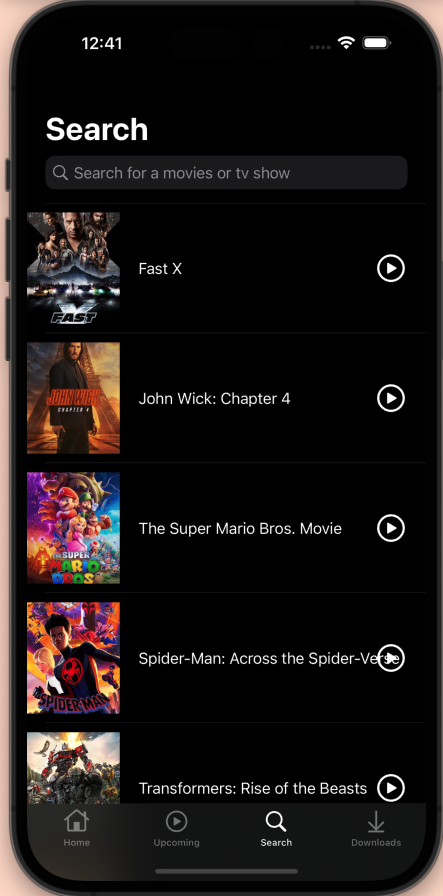 12:41
Search
Search for a movies or tv show
FAST X
Fast X
JOHN WICK
CHAPTER 4
John Wick: Chapter 4
THE SUPER
MARIO
BROS
The Super Mario Bros. Movie
SPIDER-MAN
Spider-Man: Across the Spider-Verse
Transformers: Rise of the Beasts
Home
Upcoming
Search
Downloads